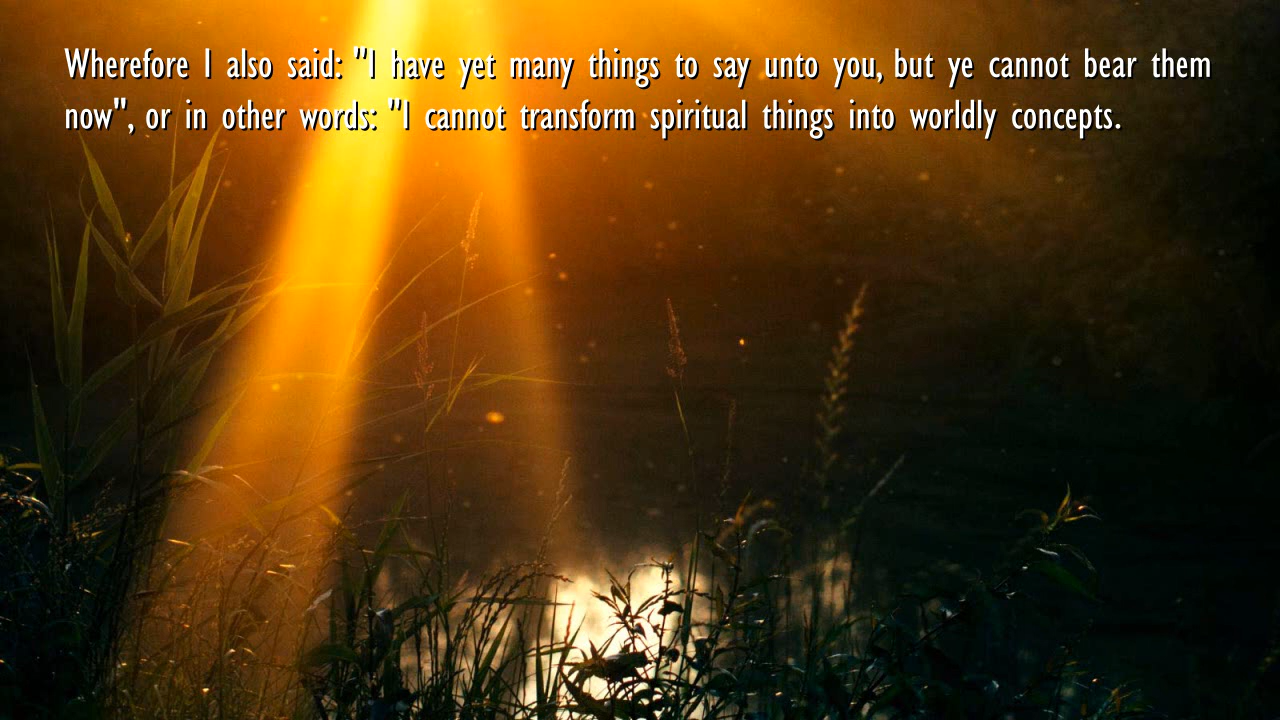 Wherefore I also said: "I have yet many things to say unto you, but ye cannot bear them
now", or in other words: "I cannot transform spiritual things into worldly concepts.